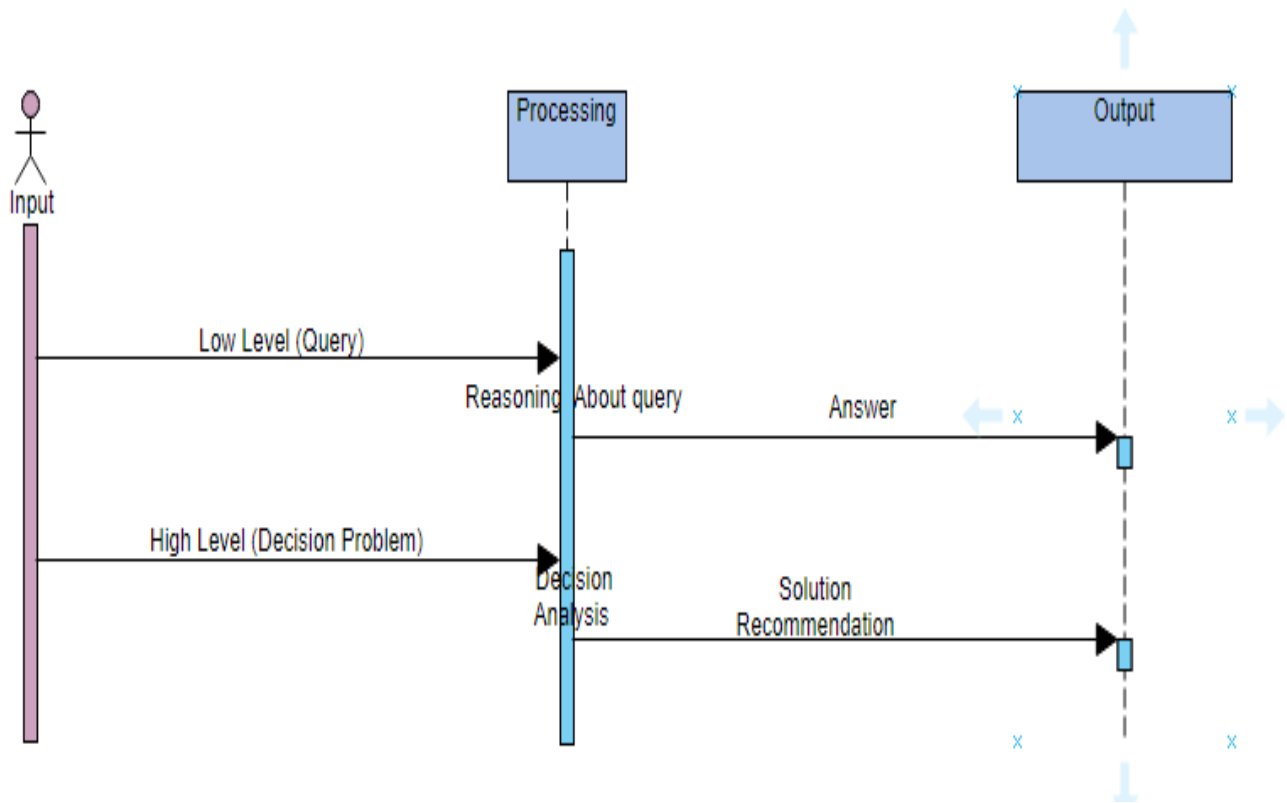 Processing
Output
Input
Low Level (Query)
Reasoning About query
Answer
High Level (Decision Problem)
Decision
Analysis
Solution
Recommendation